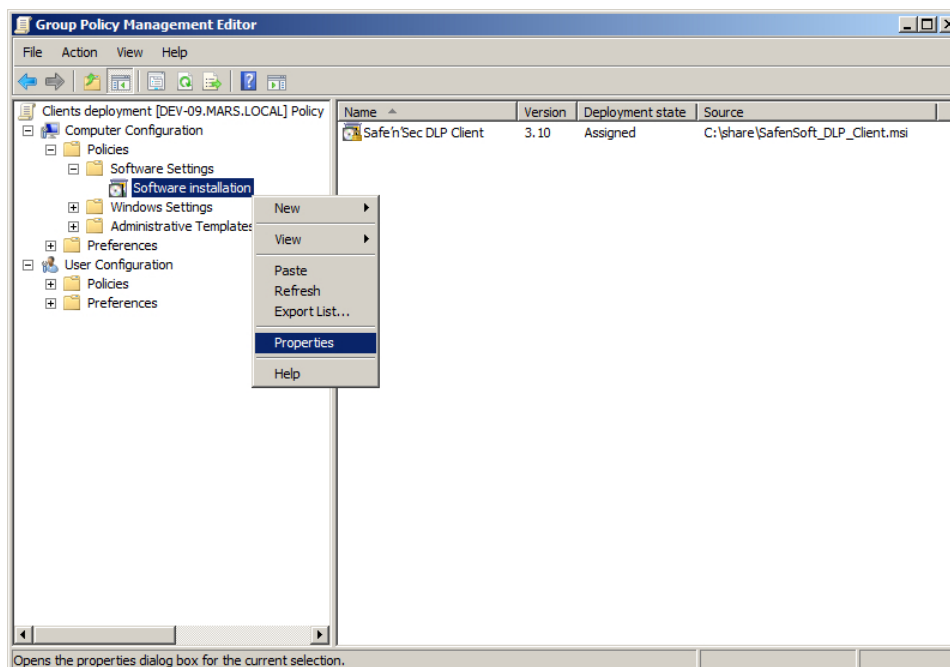 Group Policy Management Editor
File Action View Help
Clients deployment [DEV-09.MARS.LOCAL] Policy
Computer Configuration
Policies
Software Settings
Software installation
Windows Settings
Administrative Templates
Preferences
User Configuration
Policies
Preferences
New
View
Paste
Refresh
Export List...
Properties
Help
Name Version Deployment state Source
Safe'n'Sec DLP Client 3.10 Assigned C:\share\SafenSoft_DLP_Client.msi
Opens the properties dialog box for the current selection.